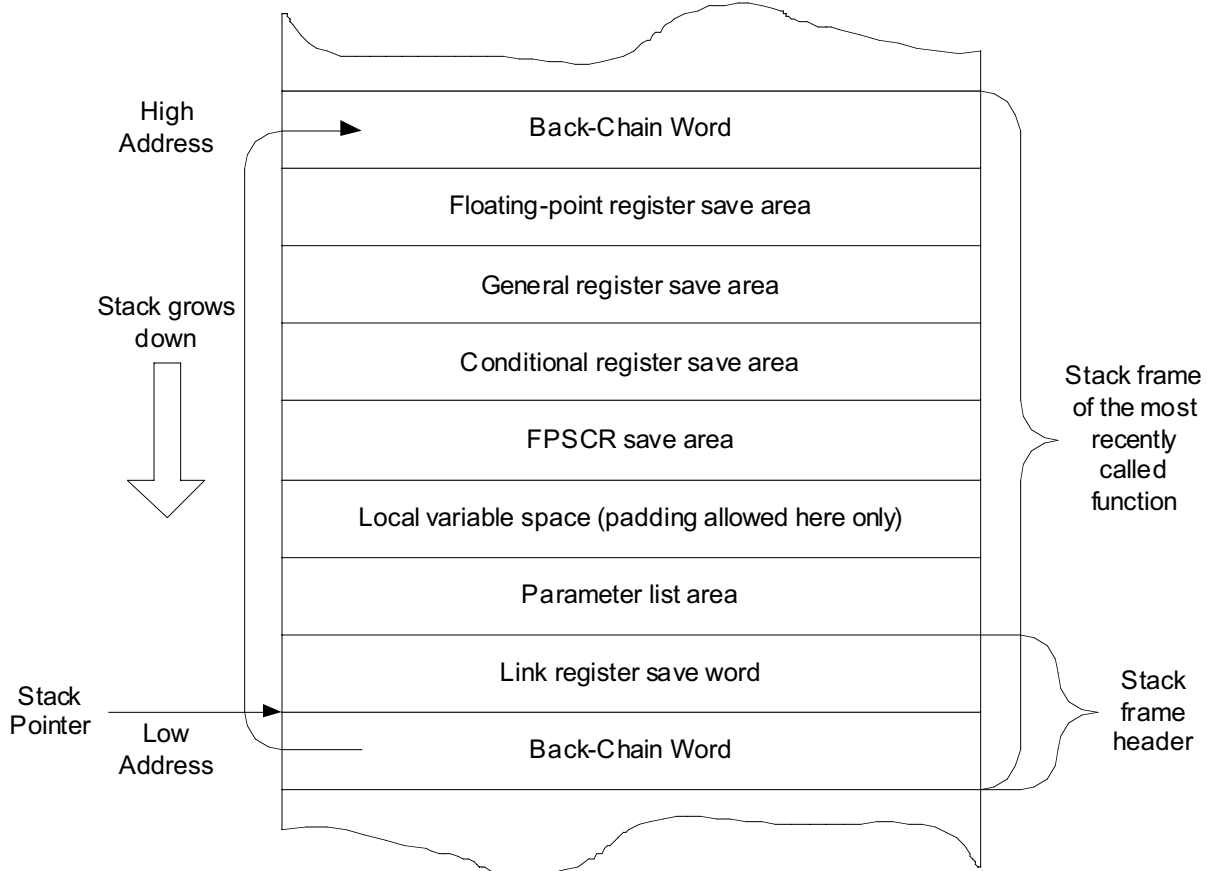 High
Address
Back-Chain Word
Floating-point register save area
General register save area
Stack grows
down
Conditional register save area
FPSCR save area
Stack frame
of the most
recently
called
function
Local variable space (padding allowed here only)
Parameter list area
Link register save word
Stack
Pointer
Low
Address
Back-Chain Word
Stack
frame
header